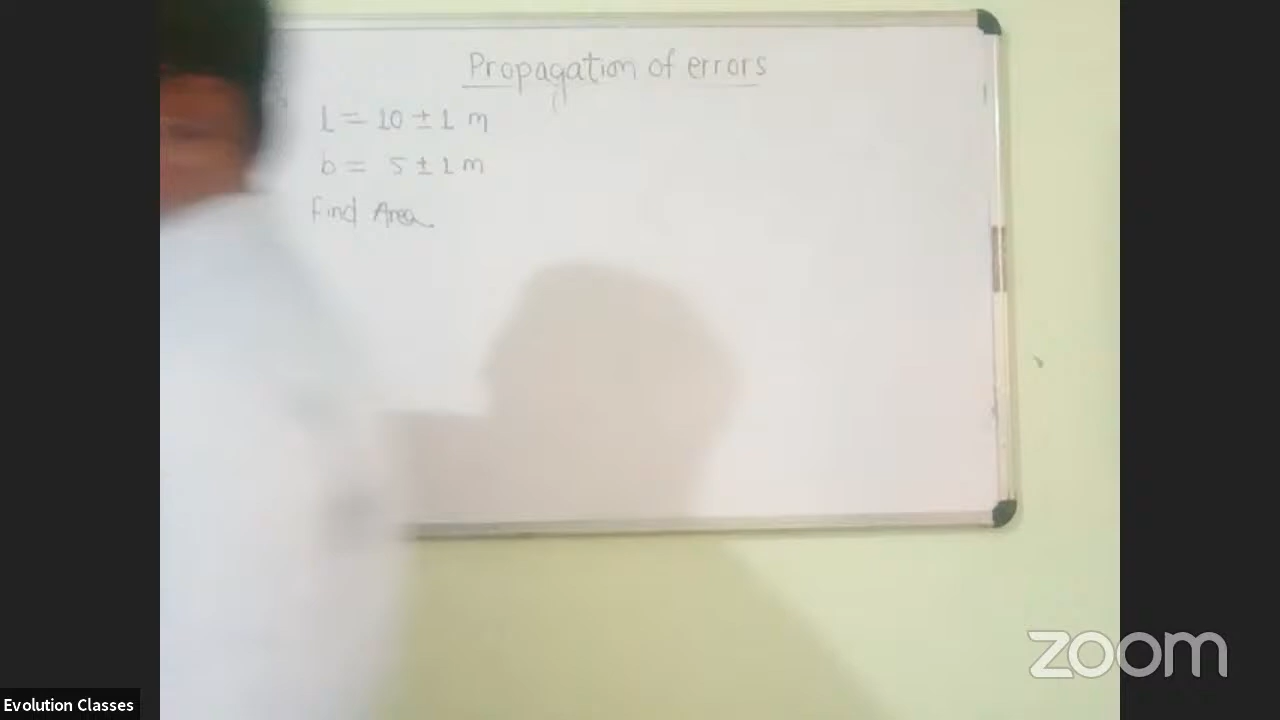 Propagation of errors
l = 10 ± 1 m
b = 5 ± 1 m
Find Area
zoom
Evolution Classes